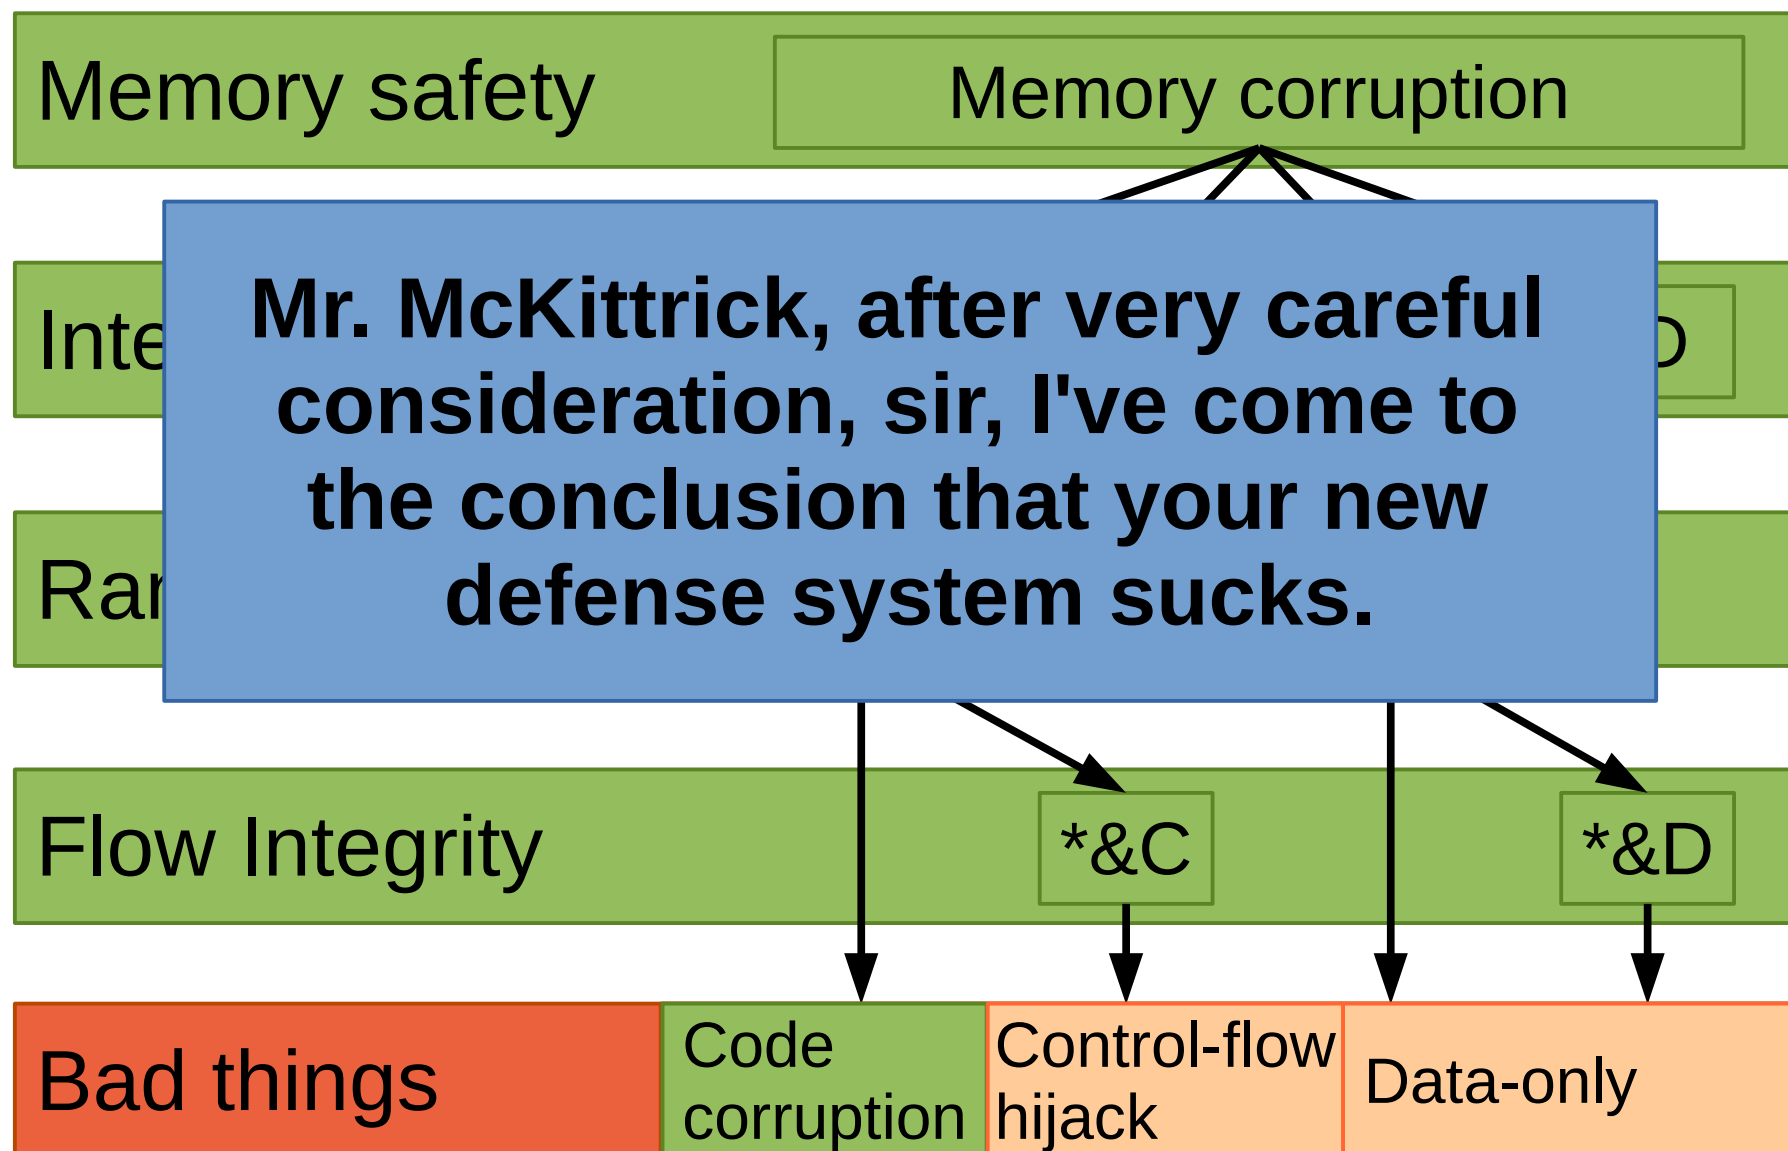 Memory safety
Memory corruption
Mr. McKittrick, after very careful
consideration, sir, I've come to
the conclusion that your new
defense system sucks.
Flow Integrity
*&C
*&D
Bad things
Code
corruption
Control-flow
hijack
Data-only